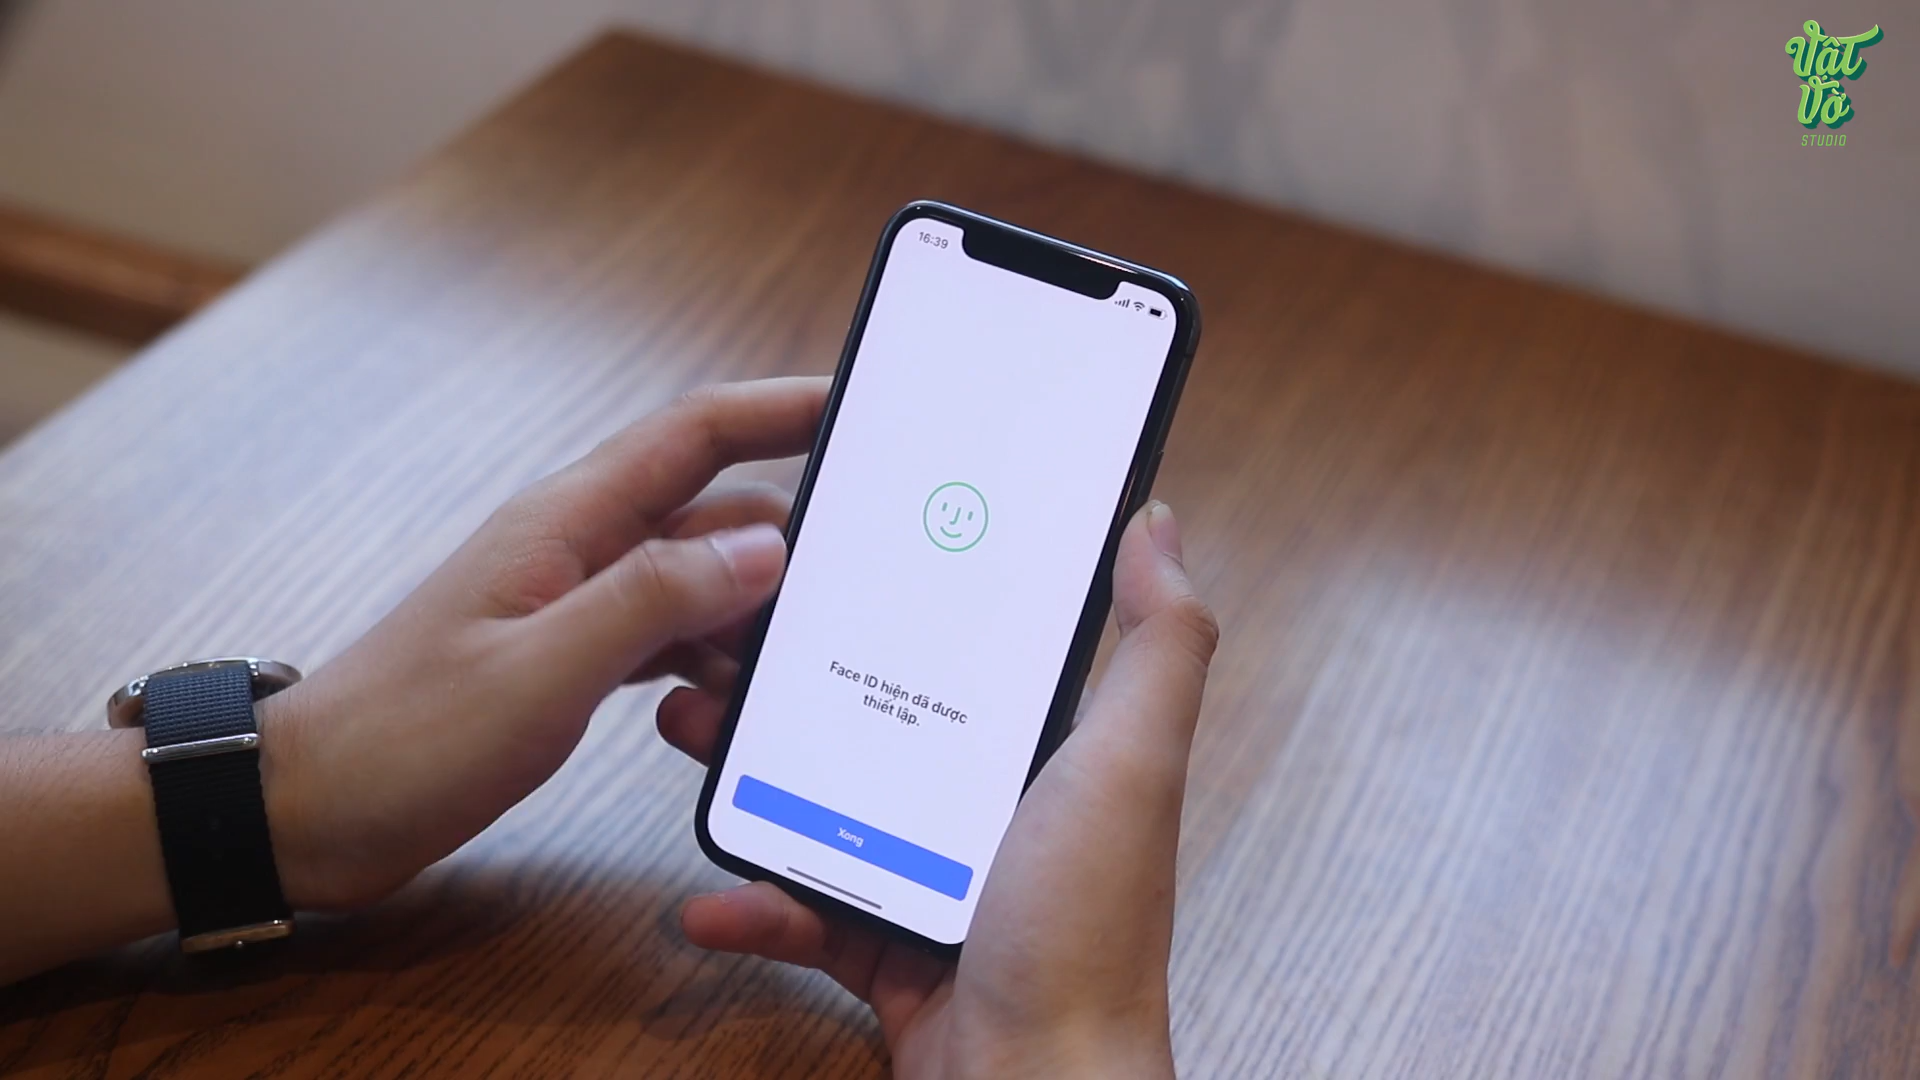 Vật
Vờ
STUDIO
16:39
Face ID hiện đã được
thiết lập.
Xong